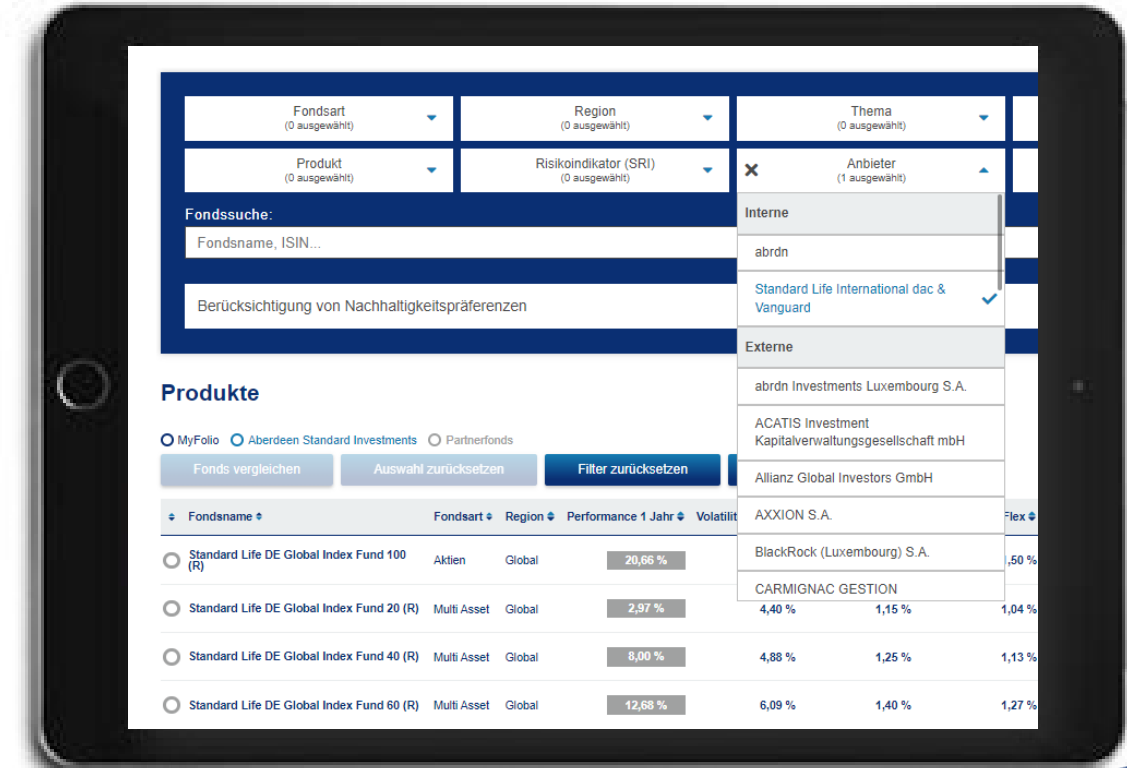 Fondsart
(0 ausgewählt)
Region
(0 ausgewählt)
Thema
(0 ausgewählt)
Produkt
(0 ausgewählt)
Risikoindikator (SRI)
(0 ausgewählt)
Anbieter
(1 ausgewählt)
Fondssuche:
Fondsname, ISIN...
Berücksichtigung von Nachhaltigkeitspräferenzen
Interne
abrdn
Standard Life International dac &
Vanguard
Externe
abrdn Investments Luxembourg S.A.
ACATIS Investment
Kapitalverwaltungsgesellschaft mbH
Allianz Global Investors GmbH
AXXION S.A.
BlackRock (Luxembourg) S.A.
CARMIGNAC GESTION
Produkte
MyFolio Aberdeen Standard Investments Partnerfonds
Fonds vergleichen Auswahl zurücksetzen Filter zurücksetzen
Fondsname Fondsart Region Performance 1 Jahr Volatilit Flex
Standard Life DE Global Index Fund 100
(R) Aktien Global 20,66 % ,50 %
Standard Life DE Global Index Fund 20 (R) Multi Asset Global 2,97 % 4,40 % 1,15 % 1,04 %
Standard Life DE Global Index Fund 40 (R) Multi Asset Global 8,00 % 4,88 % 1,25 % 1,13 %
Standard Life DE Global Index Fund 60 (R) Multi Asset Global 12,68 % 6,09 % 1,40 % 1,27 %